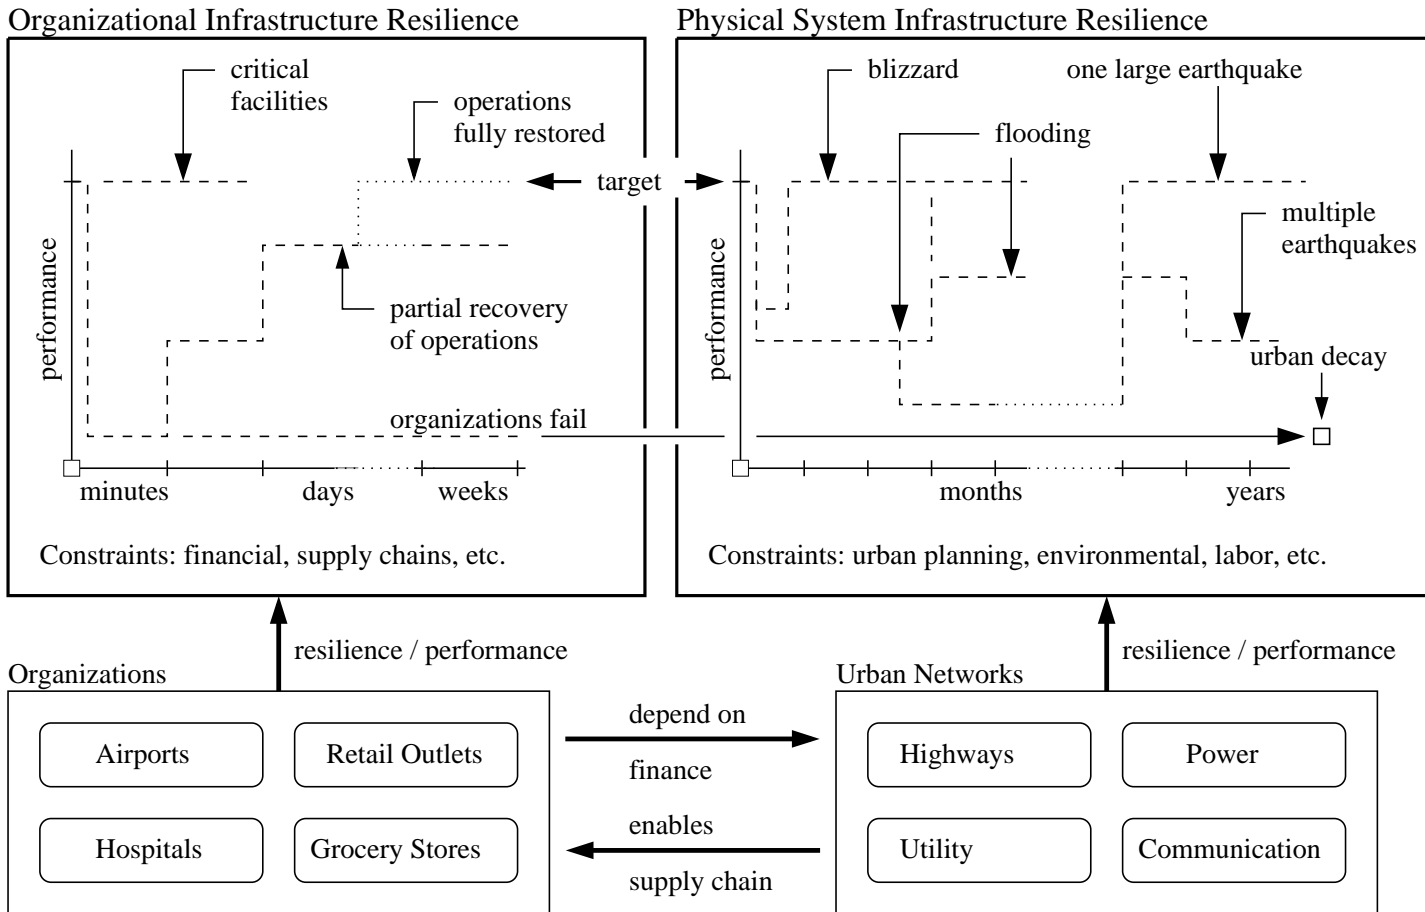 Organizational Infrastructure Resilience
critical
facilities
operations
fully restored
performance
partial recovery
of operations
organizations fail
minutes
days
weeks
Constraints: financial, supply chains, etc.
target
Physical System Infrastructure Resilience
blizzard
one large earthquake
flooding
multiple
earthquakes
performance
urban decay
months
years
Constraints: urban planning, environmental, labor, etc.
resilience / performance
resilience / performance
Organizations
Airports
Retail Outlets
Hospitals
Grocery Stores
depend on
finance
enables
supply chain
Urban Networks
Highways
Power
Utility
Communication